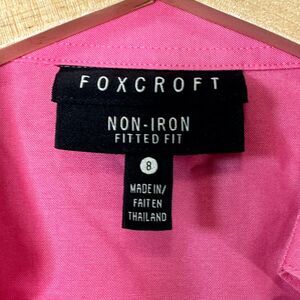 FOXCROFT
NON-IRON
FITTED FIT
8
MADE IN/
FAIT EN
THAILAND